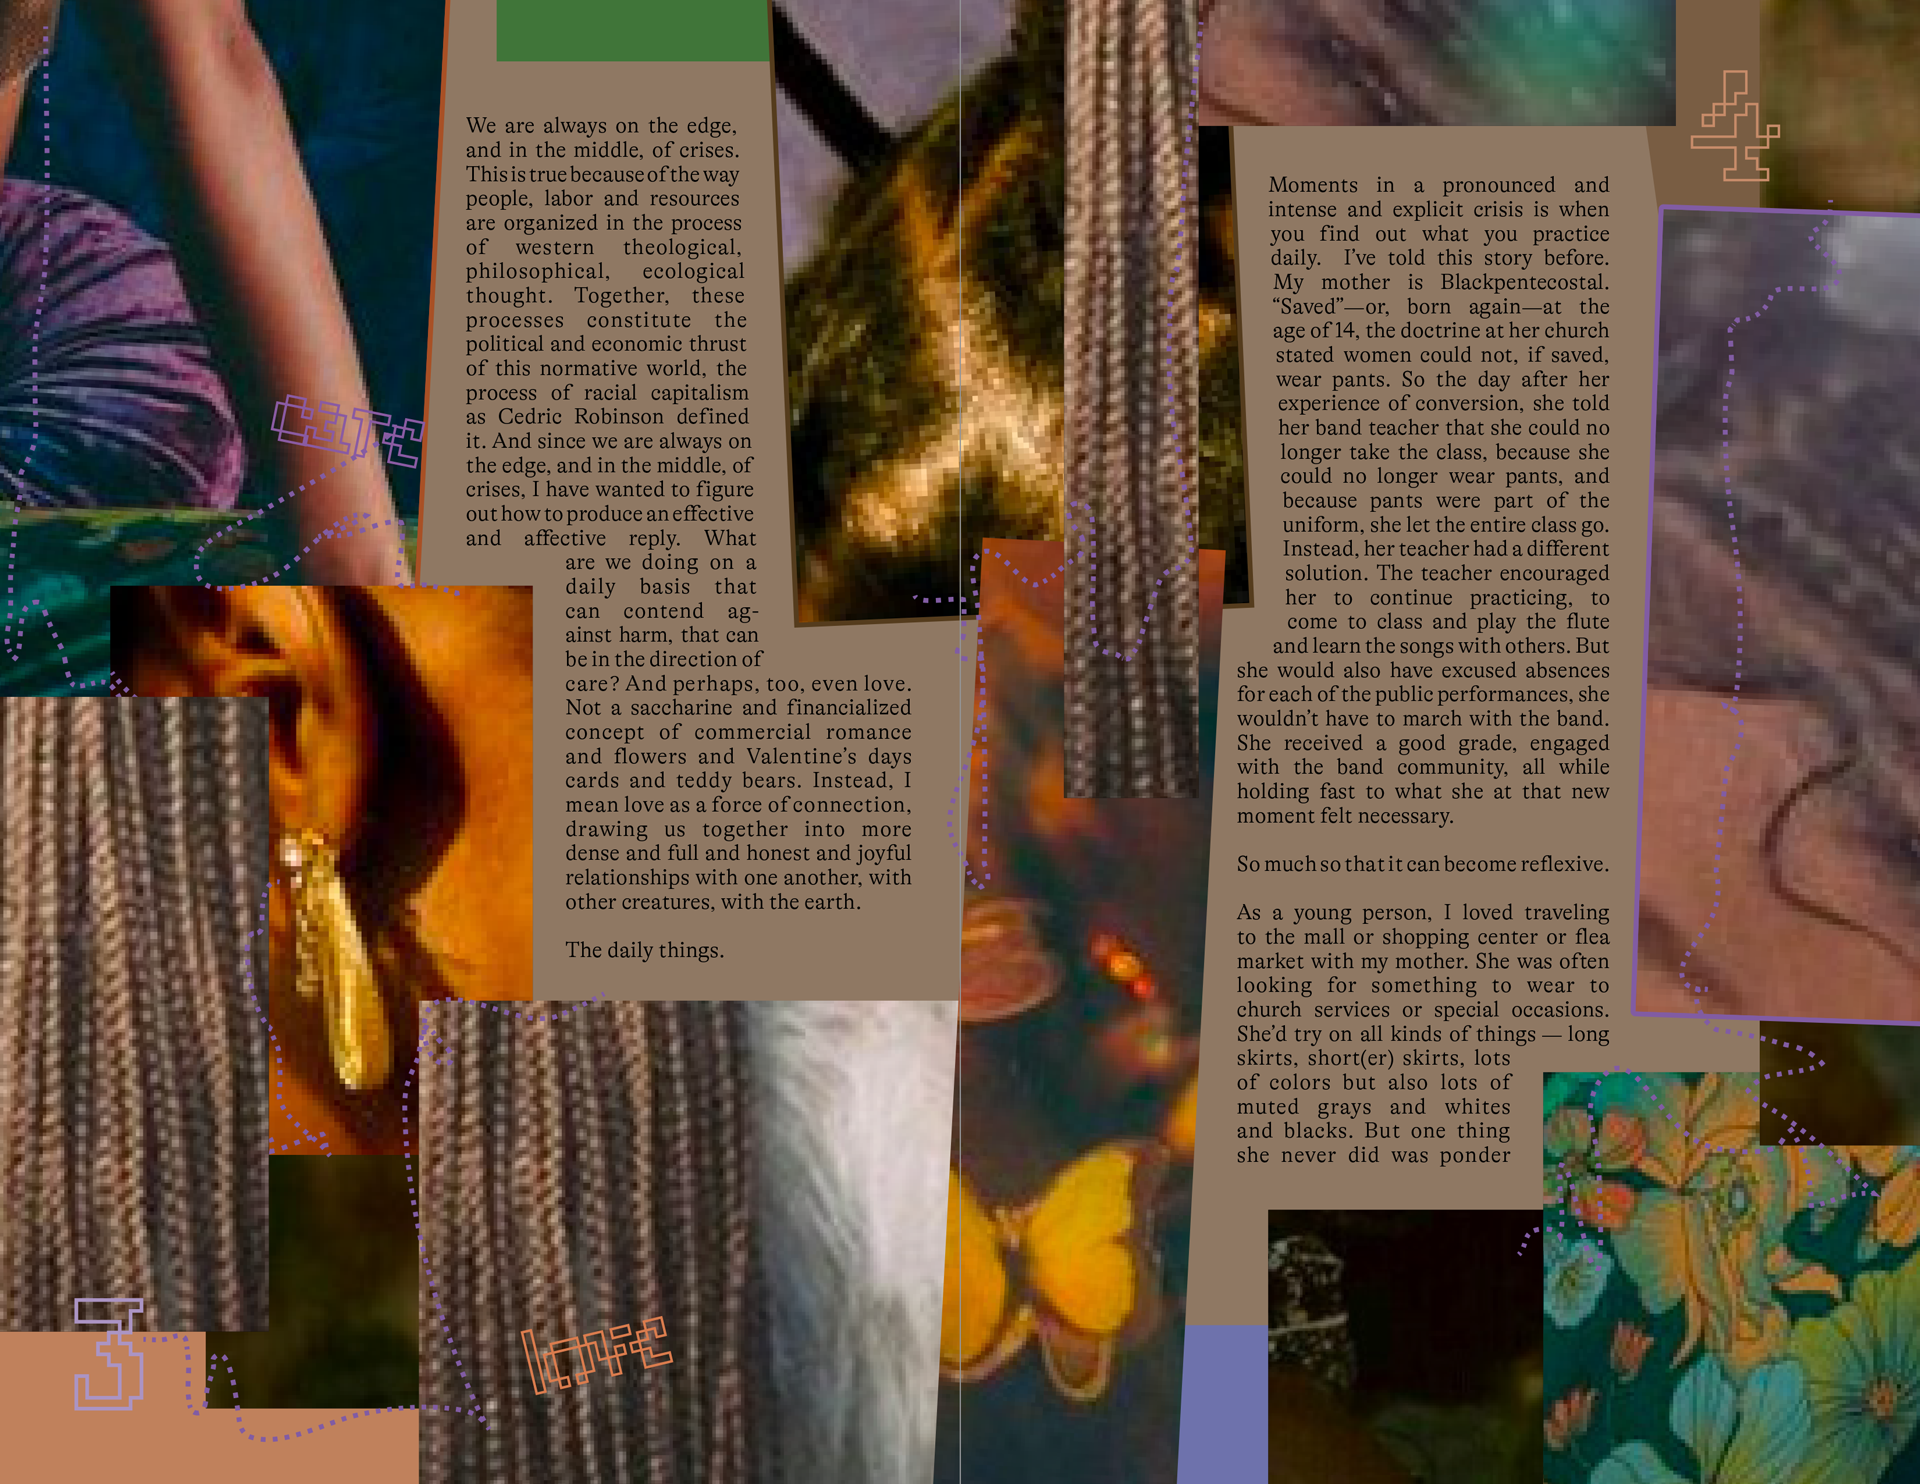 We are always on the edge,
and in the middle, of crises.
This is true because of the way
people, labor and resources
are organized in the process
of western theological,
philosophical, ecological
thought. Together, these
processes constitute the
political and economic thrust
of this normative world, the
process of racial capitalism
as Cedric Robinson defined
it. And since we are always on
the edge, and in the middle, of
crises, I have wanted to figure
out how to produce an effective
and affective reply. What
are we doing on a
daily basis that
can contend ag-
ainst harm, that can
be in the direction of
care? And perhaps, too, even love.
Not a saccharine and financialized
concept of commercial romance
and flowers and Valentine's days
cards and teddy bears. Instead, I
mean love as a force of connection,
drawing us together into more
dense and full and honest and joyful
relationships with one another, with
other creatures, with the earth.
The daily things.
care
love
3
4
Moments in a pronounced and
intense and explicit crisis is when
you find out what you practice
daily. I've told this story before.
My mother is Blackpentecostal.
“Saved”—or, born again—at the
age of 14, the doctrine at her church
stated women could not, if saved,
wear pants. So the day after her
experience of conversion, she told
her band teacher that she could no
longer take the class, because she
could no longer wear pants, and
because pants were part of the
uniform, she let the entire class go.
Instead, her teacher had a different
solution. The teacher encouraged
her to continue practicing, to
come to class and play the flute
and learn the songs with others. But
she would also have excused absences
for each of the public performances, she
wouldn't have to march with the band.
She received a good grade, engaged
with the band community, all while
holding fast to what she at that new
moment felt necessary.
So much so that it can become reflexive.
As a young person, I loved traveling
to the mall or shopping center or flea
market with my mother. She was often
looking for something to wear to
church services or special occasions.
She'd try on all kinds of things — long
skirts, short(er) skirts, lots
of colors but also lots of
muted grays and whites
and blacks. But one thing
she never did was ponder